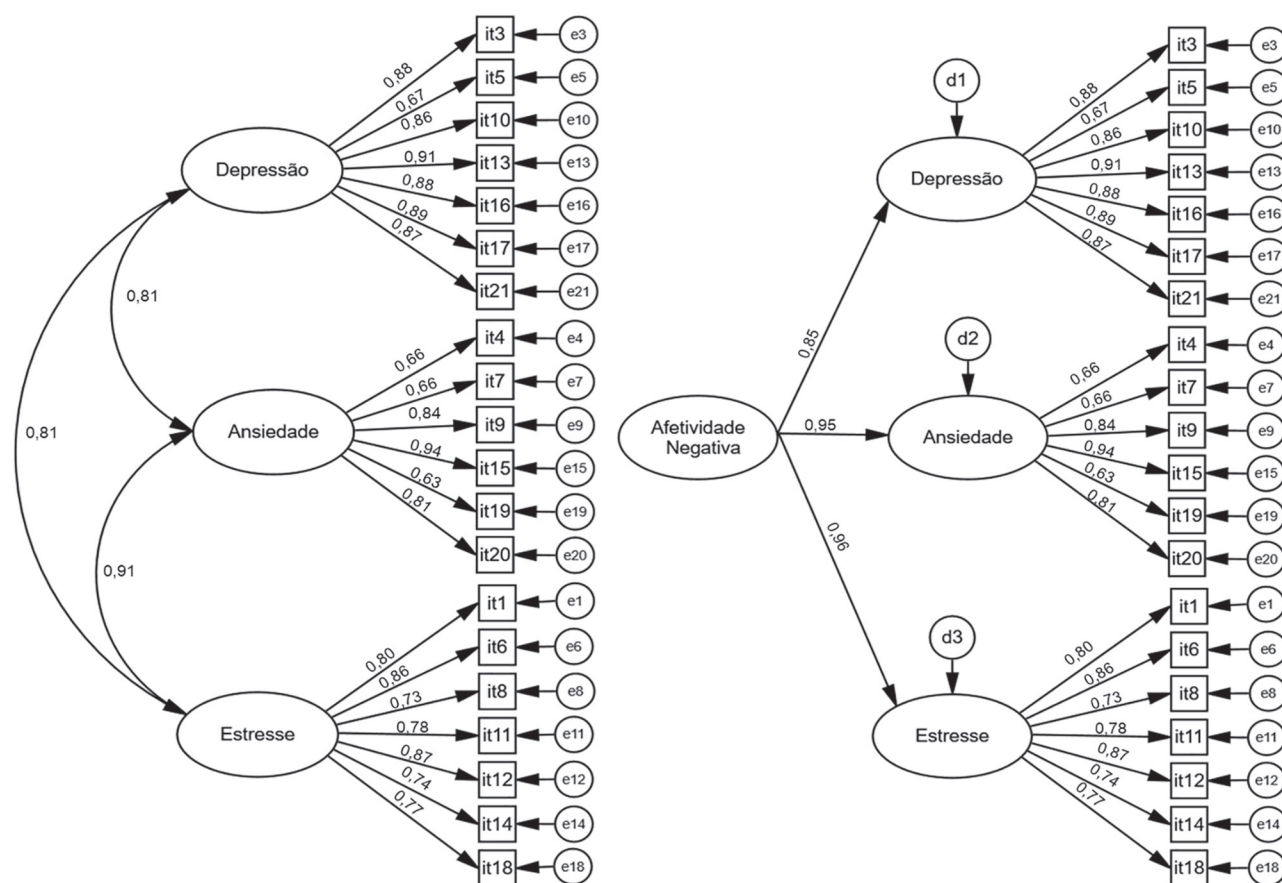 it3
e3
0,88
it5
e5
0,67
it10
e10
0,86
Depressão
0,91
it13
e13
0,88
it16
e16
0,89
it17
e17
0,87
it21
e21
0,81
it4
e4
0,66
it7
e7
0,66
0,81
Ansiedade
0,84
it9
e9
0,94
it15
e15
0,63
it19
e19
0,81
it20
e20
0,91
it1
e1
0,80
it6
e6
0,86
0,73
it8
e8
Estresse
0,78
it11
e11
0,87
it12
e12
0,74
it14
e14
0,77
it18
e18
it3
e3
d1
0,88
it5
e5
0,67
it10
e10
0,86
Depressão
0,91
it13
e13
0,88
it16
e16
0,89
it17
e17
0,87
it21
e21
0,85
d2
it4
e4
0,66
it7
e7
0,66
Afetividade
Negativa
0,95
Ansiedade
0,84
it9
e9
0,94
it15
e15
0,63
it19
e19
0,81
it20
e20
0,96
d3
it1
e1
0,80
it6
e6
0,86
0,73
it8
e8
Estresse
0,78
it11
e11
0,87
it12
e12
0,74
it14
e14
0,77
it18
e18